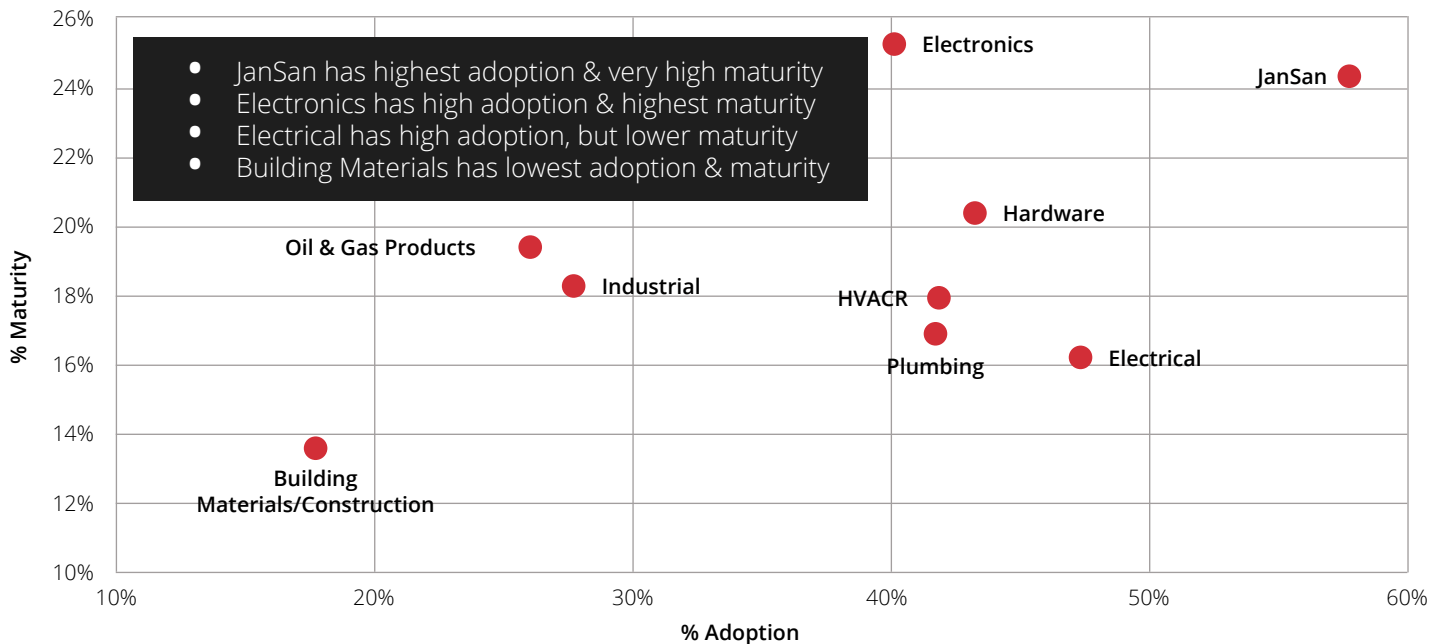 26%
Electronics
• JanSan has highest adoption & very high maturity
JanSan
24%
• Electronics has high adoption & highest maturity
• Electrical has high adoption, but lower maturity
22%
• Building Materials has lowest adoption & maturity
Hardware
20%
Oil & Gas Products
Industrial
18%
HVACR
% Maturity
16%
Plumbing
Electrical
14%
Building
Materials/Construction
12%
10%
10%
20%
30%
40%
50%
60%
% Adoption